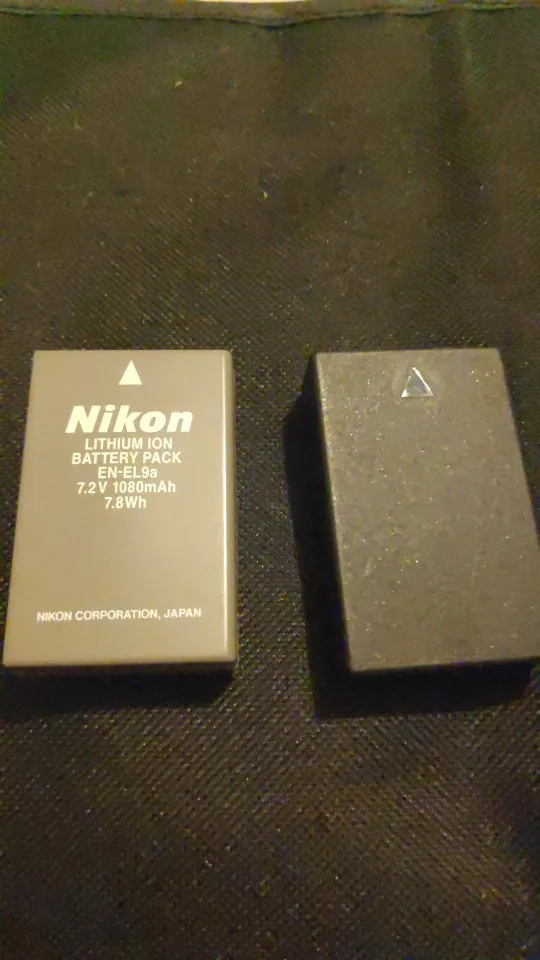 Nikon
LITHIUM ION
BATTERY PACK
EN-EL9a
7.2V 1080mAh
7.8Wh
NIKON CORPORATION, JAPAN